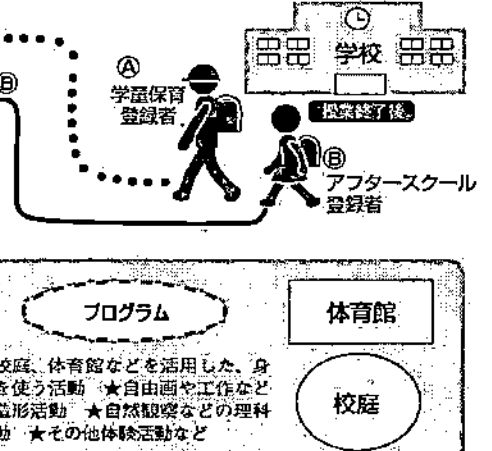 学校
Ⓐ
学童保育
登録者
授業終了後
Ⓑ
Ⓑ
アフタースクール
登録者
プログラム
体育館
校庭
校庭、体育館などを活用した、身
を使う活動 ★自由画や工作など
造形活動 ★自然観察などの理科
動 ★その他体験活動など